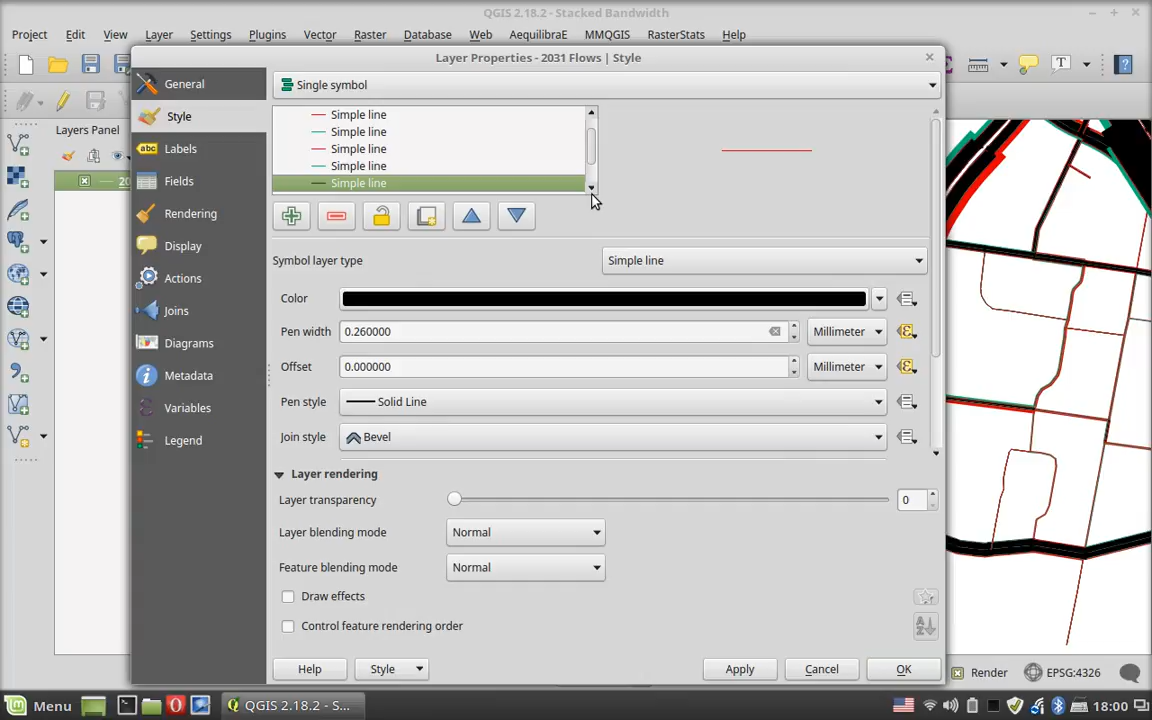 QGIS 2.18.2 - Stacked Bandwidth
Project Edit View Layer Settings Plugins Vector Raster Database Web AequilibraE MMQGIS RasterStats Help
Layer Properties - 2031 Flows | Style
General
Style
Labels
Fields
Rendering
Display
Actions
Joins
Diagrams
Metadata
Variables
Legend
Layers Panel
Single symbol
Simple line
Simple line
Simple line
Simple line
Simple line
Symbol layer type Simple line
Color
Pen width 0.260000 Millimeter
Offset 0.000000 Millimeter
Pen style Solid Line
Join style Bevel
Layer rendering
Layer transparency 0
Layer blending mode Normal
Feature blending mode Normal
Draw effects
Control feature rendering order
Help Style Apply Cancel OK
Render EPSG:4326
Menu QGIS 2.18.2 - S... 18:00